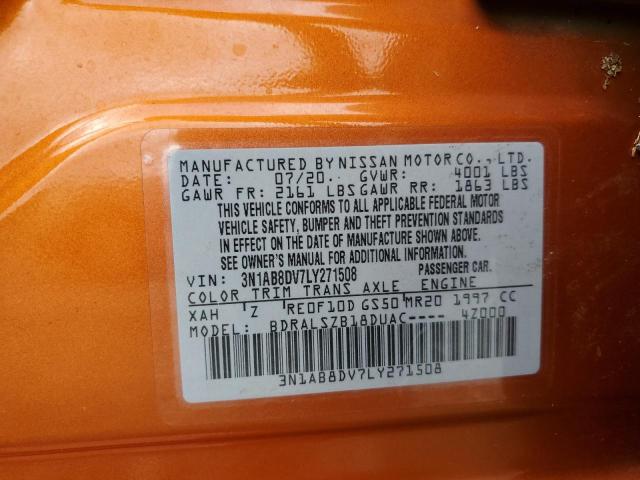 MANUFACTURED BY NISSAN MOTOR CO., LTD.
DATE: 07/20 GVWR: 4001 LBS
GAWR FR: 2161 LBS GAWR RR: 1863 LBS
THIS VEHICLE CONFORMS TO ALL APPLICABLE FEDERAL MOTOR
VEHICLE SAFETY, BUMPER AND THEFT PREVENTION STANDARDS
IN EFFECT ON THE DATE OF MANUFACTURE SHOWN ABOVE.
SEE OWNER'S MANUAL FOR ADDITIONAL INFORMATION.
VIN: 3N1AB8DV7LY271508 PASSENGER CAR.
COLOR TRIM TRANS AXLE ENGINE
XAH Z RE0F10D GS50 MR20 1997 CC
MODEL: BDRALSZB18DUAC---- 4Z000
3N1AB8DV7LY271508